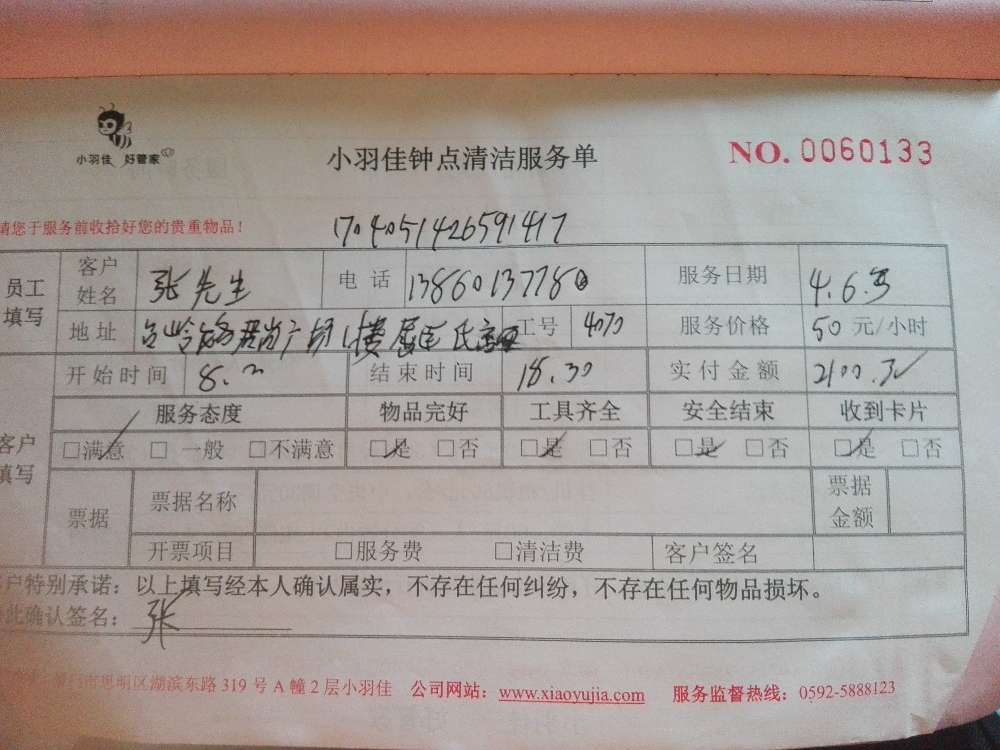 小羽佳 好管家
小羽佳钟点清洁服务单
NO. 0060133
请您于服务前收拾好您的贵重物品！
1704051426591417
员工填写 客户姓名 张先生 电话 13860137780 服务日期 4.6.
地址 广场1楼 工号 4070 服务价格 50元/小时
开始时间 8. 结束时间 18.30 实付金额 2100.
客户填写 服务态度 物品完好 工具齐全 安全结束 收到卡片
□满意 □一般 □不满意 □是 □否 □是 □否 □是 □否 □是 □否
票据 票据名称 票据金额
开票项目 □服务费 □清洁费 客户签名
客户特别承诺：以上填写经本人确认属实，不存在任何纠纷，不存在任何物品损坏。
此确认签名： 张
市思明区湖滨东路319号A幢2层小羽佳 公司网站：www.xiaoyujia.com 服务监督热线：0592-5888123